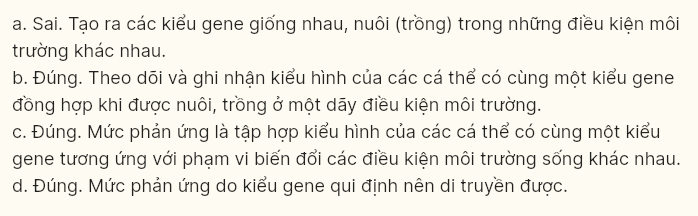 a. Sai. Tạo ra các kiểu gene giống nhau, nuôi (trồng) trong những điều kiện môi
trường khác nhau.
b. Đúng. Theo dõi và ghi nhận kiểu hình của các cá thể có cùng một kiểu gene
đồng hợp khi được nuôi, trồng ở một dãy điều kiện môi trường.
c. Đúng. Mức phản ứng là tập hợp kiểu hình của các cá thể có cùng một kiểu
gene tương ứng với phạm vi biến đổi các điều kiện môi trường sống khác nhau.
d. Đúng. Mức phản ứng do kiểu gene qui định nên di truyền được.